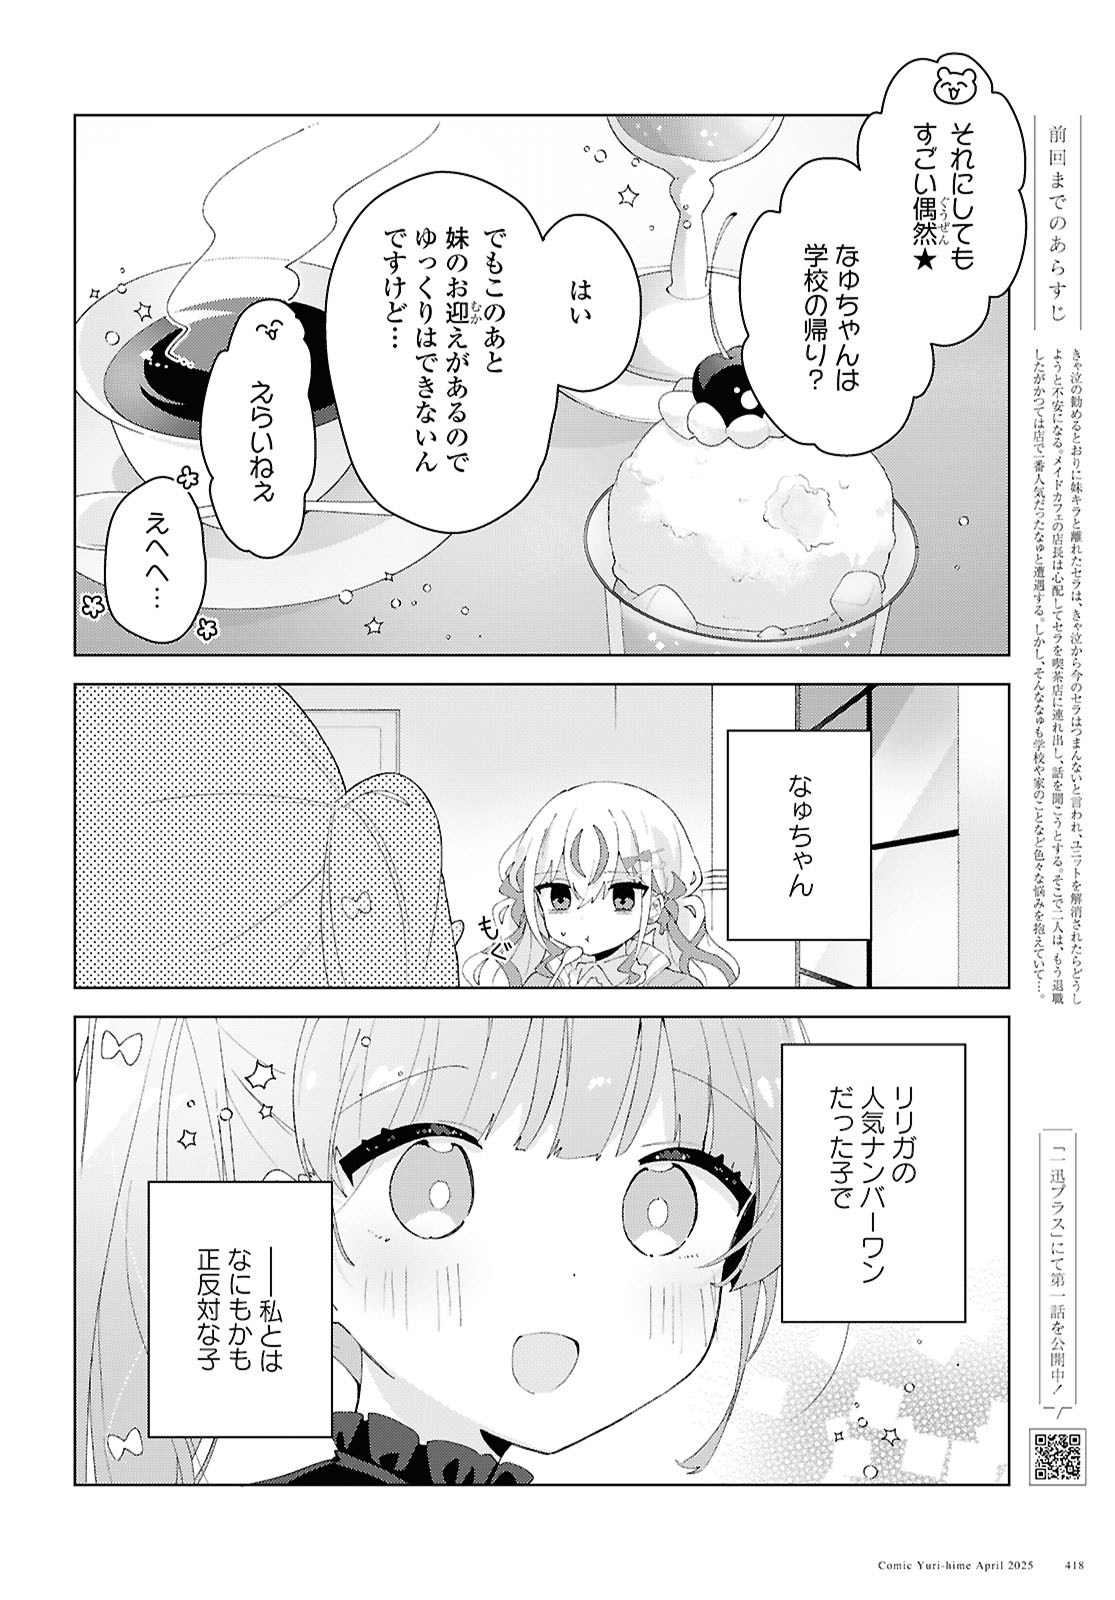 前回までのあらすじ
きゃ泣の勧めるとおりに妹キラと離れたセラは、きゃ泣から今のセラはつまんないと言われ、ユニットを解消されたらどうし
ようと不安になる。メイドカフェの店長は心配してセラを喫茶店に連れ出し、話を聞こうとする。そこで二人は、もう退職
したがかつては店で一番人気だったなゅと遭遇する。しかし、そんななゅも学校や家のことなど色々な悩みを抱えていて…。
「一迅プラス」にて第一話を公開中!
それにしても
すごい偶然★
ぐうぜん
なゆちゃんは
学校の帰り?
はい
でもこのあと
妹のお迎えがあるので
むか
ゆっくりはできないん
ですけど…
えらいねぇ
えへへ…
なゅちゃん
もぐ
リリガの
人気ナンバーワン
だった子で
――私とは
なにもかも
正反対な子
Comic Yuri-hime April 2025 418